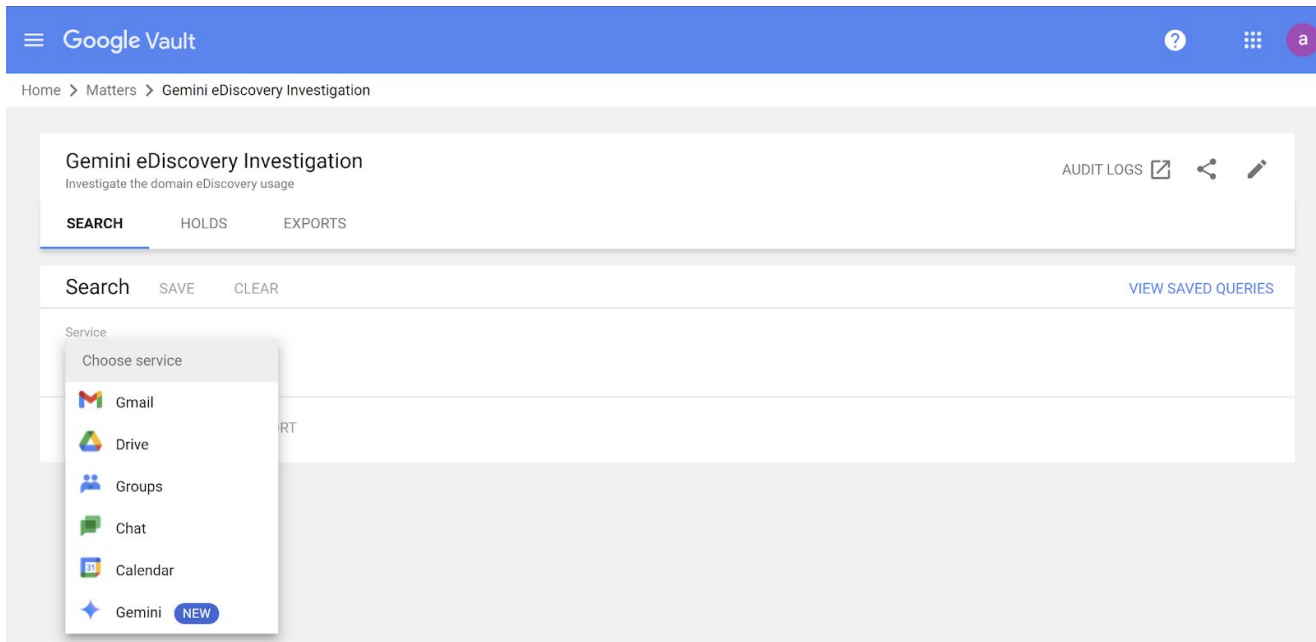 Google Vault
?
a
Home > Matters > Gemini eDiscovery Investigation
Gemini eDiscovery Investigation
Investigate the domain eDiscovery usage
AUDIT LOGS
SEARCH HOLDS EXPORTS
Search SAVE CLEAR VIEW SAVED QUERIES
Service
Choose service
Gmail
Drive
RT
Groups
Chat
31 Calendar
Gemini NEW